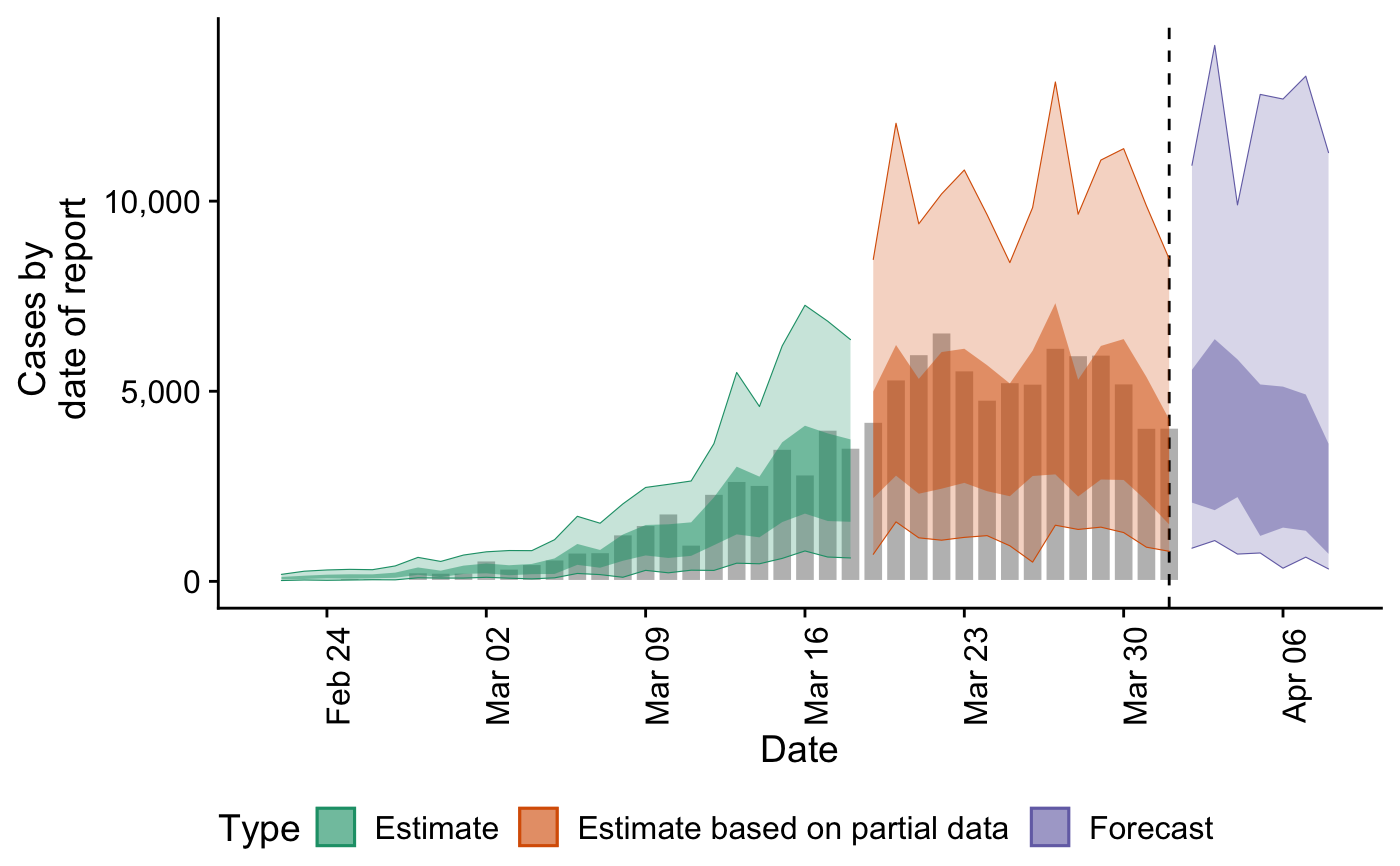 Cases by
date of report
10,000
5,000
0
Feb 24
Mar 02
Mar 09
Mar 16
Mar 23
Mar 30
Apr 06
Date
Type Estimate Estimate based on partial data Forecast